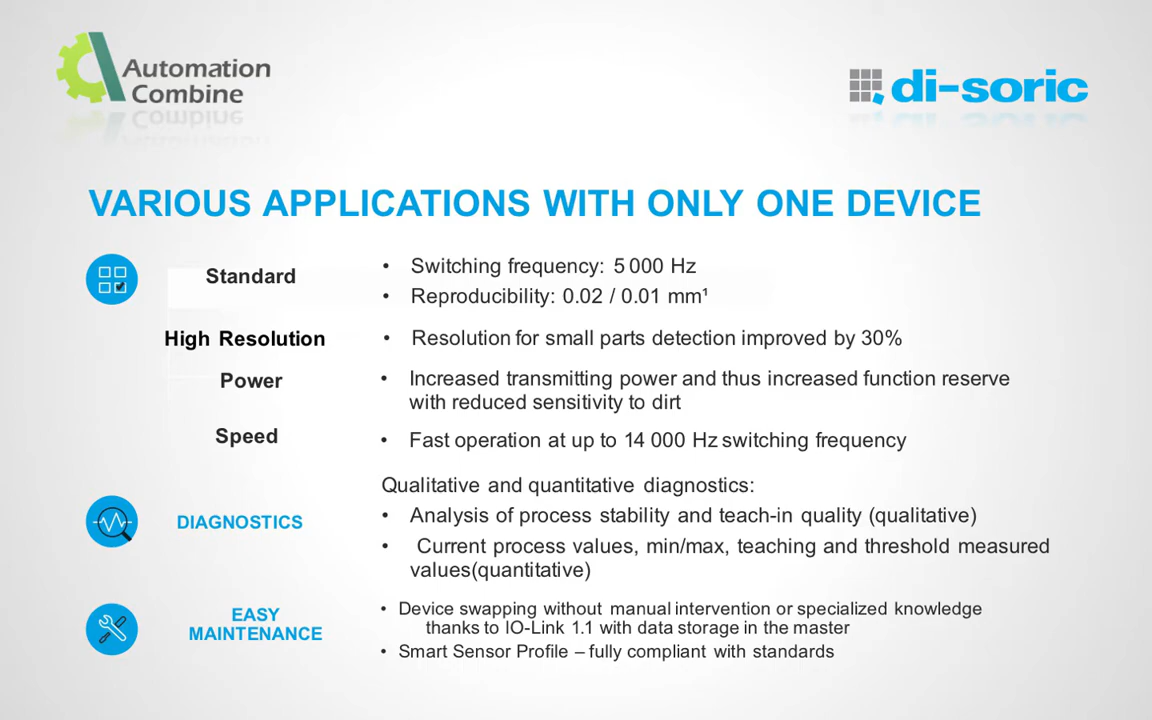 Automation
Combine
di-soric
VARIOUS APPLICATIONS WITH ONLY ONE DEVICE
Standard
• Switching frequency: 5 000 Hz
• Reproducibility: 0.02 / 0.01 mm¹
High Resolution
• Resolution for small parts detection improved by 30%
Power
• Increased transmitting power and thus increased function reserve
with reduced sensitivity to dirt
Speed
• Fast operation at up to 14 000 Hz switching frequency
DIAGNOSTICS
Qualitative and quantitative diagnostics:
• Analysis of process stability and teach-in quality (qualitative)
• Current process values, min/max, teaching and threshold measured
values(quantitative)
EASY
MAINTENANCE
• Device swapping without manual intervention or specialized knowledge
thanks to IO-Link 1.1 with data storage in the master
• Smart Sensor Profile – fully compliant with standards